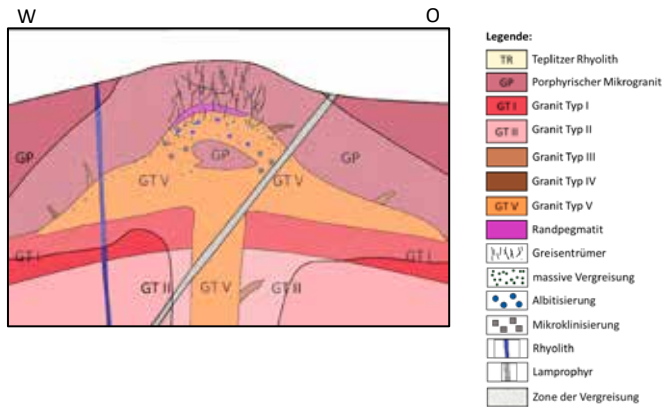 W O
Legende:
TR Teplitzer Rhyolith
GP Porphyrischer Mikrogranit
GT I Granit Typ I
GT II Granit Typ II
Granit Typ III
Granit Typ IV
GT V Granit Typ V
Randpegmatit
Greisentrümer
massive Vergreisung
Albitisierung
Mikroklinisierung
Rhyolith
Lamprophyr
Zone der Vergreisung
GP
GP
GP
GT V
GT V
GT I
GT I
GT II
GT V
GT II